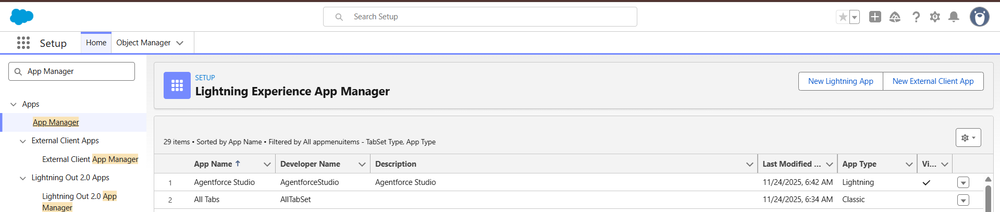 Search Setup
Setup
Home
Object Manager
App Manager
Apps
App Manager
External Client Apps
External Client App Manager
Lightning Out 2.0 Apps
Lightning Out 2.0 App
Manager
SETUP
Lightning Experience App Manager
New Lightning App
New External Client App
29 items • Sorted by App Name • Filtered by All appmenuitems - TabSet Type, App Type
App Name Developer Name Description Last Modified ... App Type Vi...
1 Agentforce Studio AgentforceStudio Agentforce Studio 11/24/2025, 6:42 AM Lightning
2 All Tabs AllTabSet 11/24/2025, 6:34 AM Classic